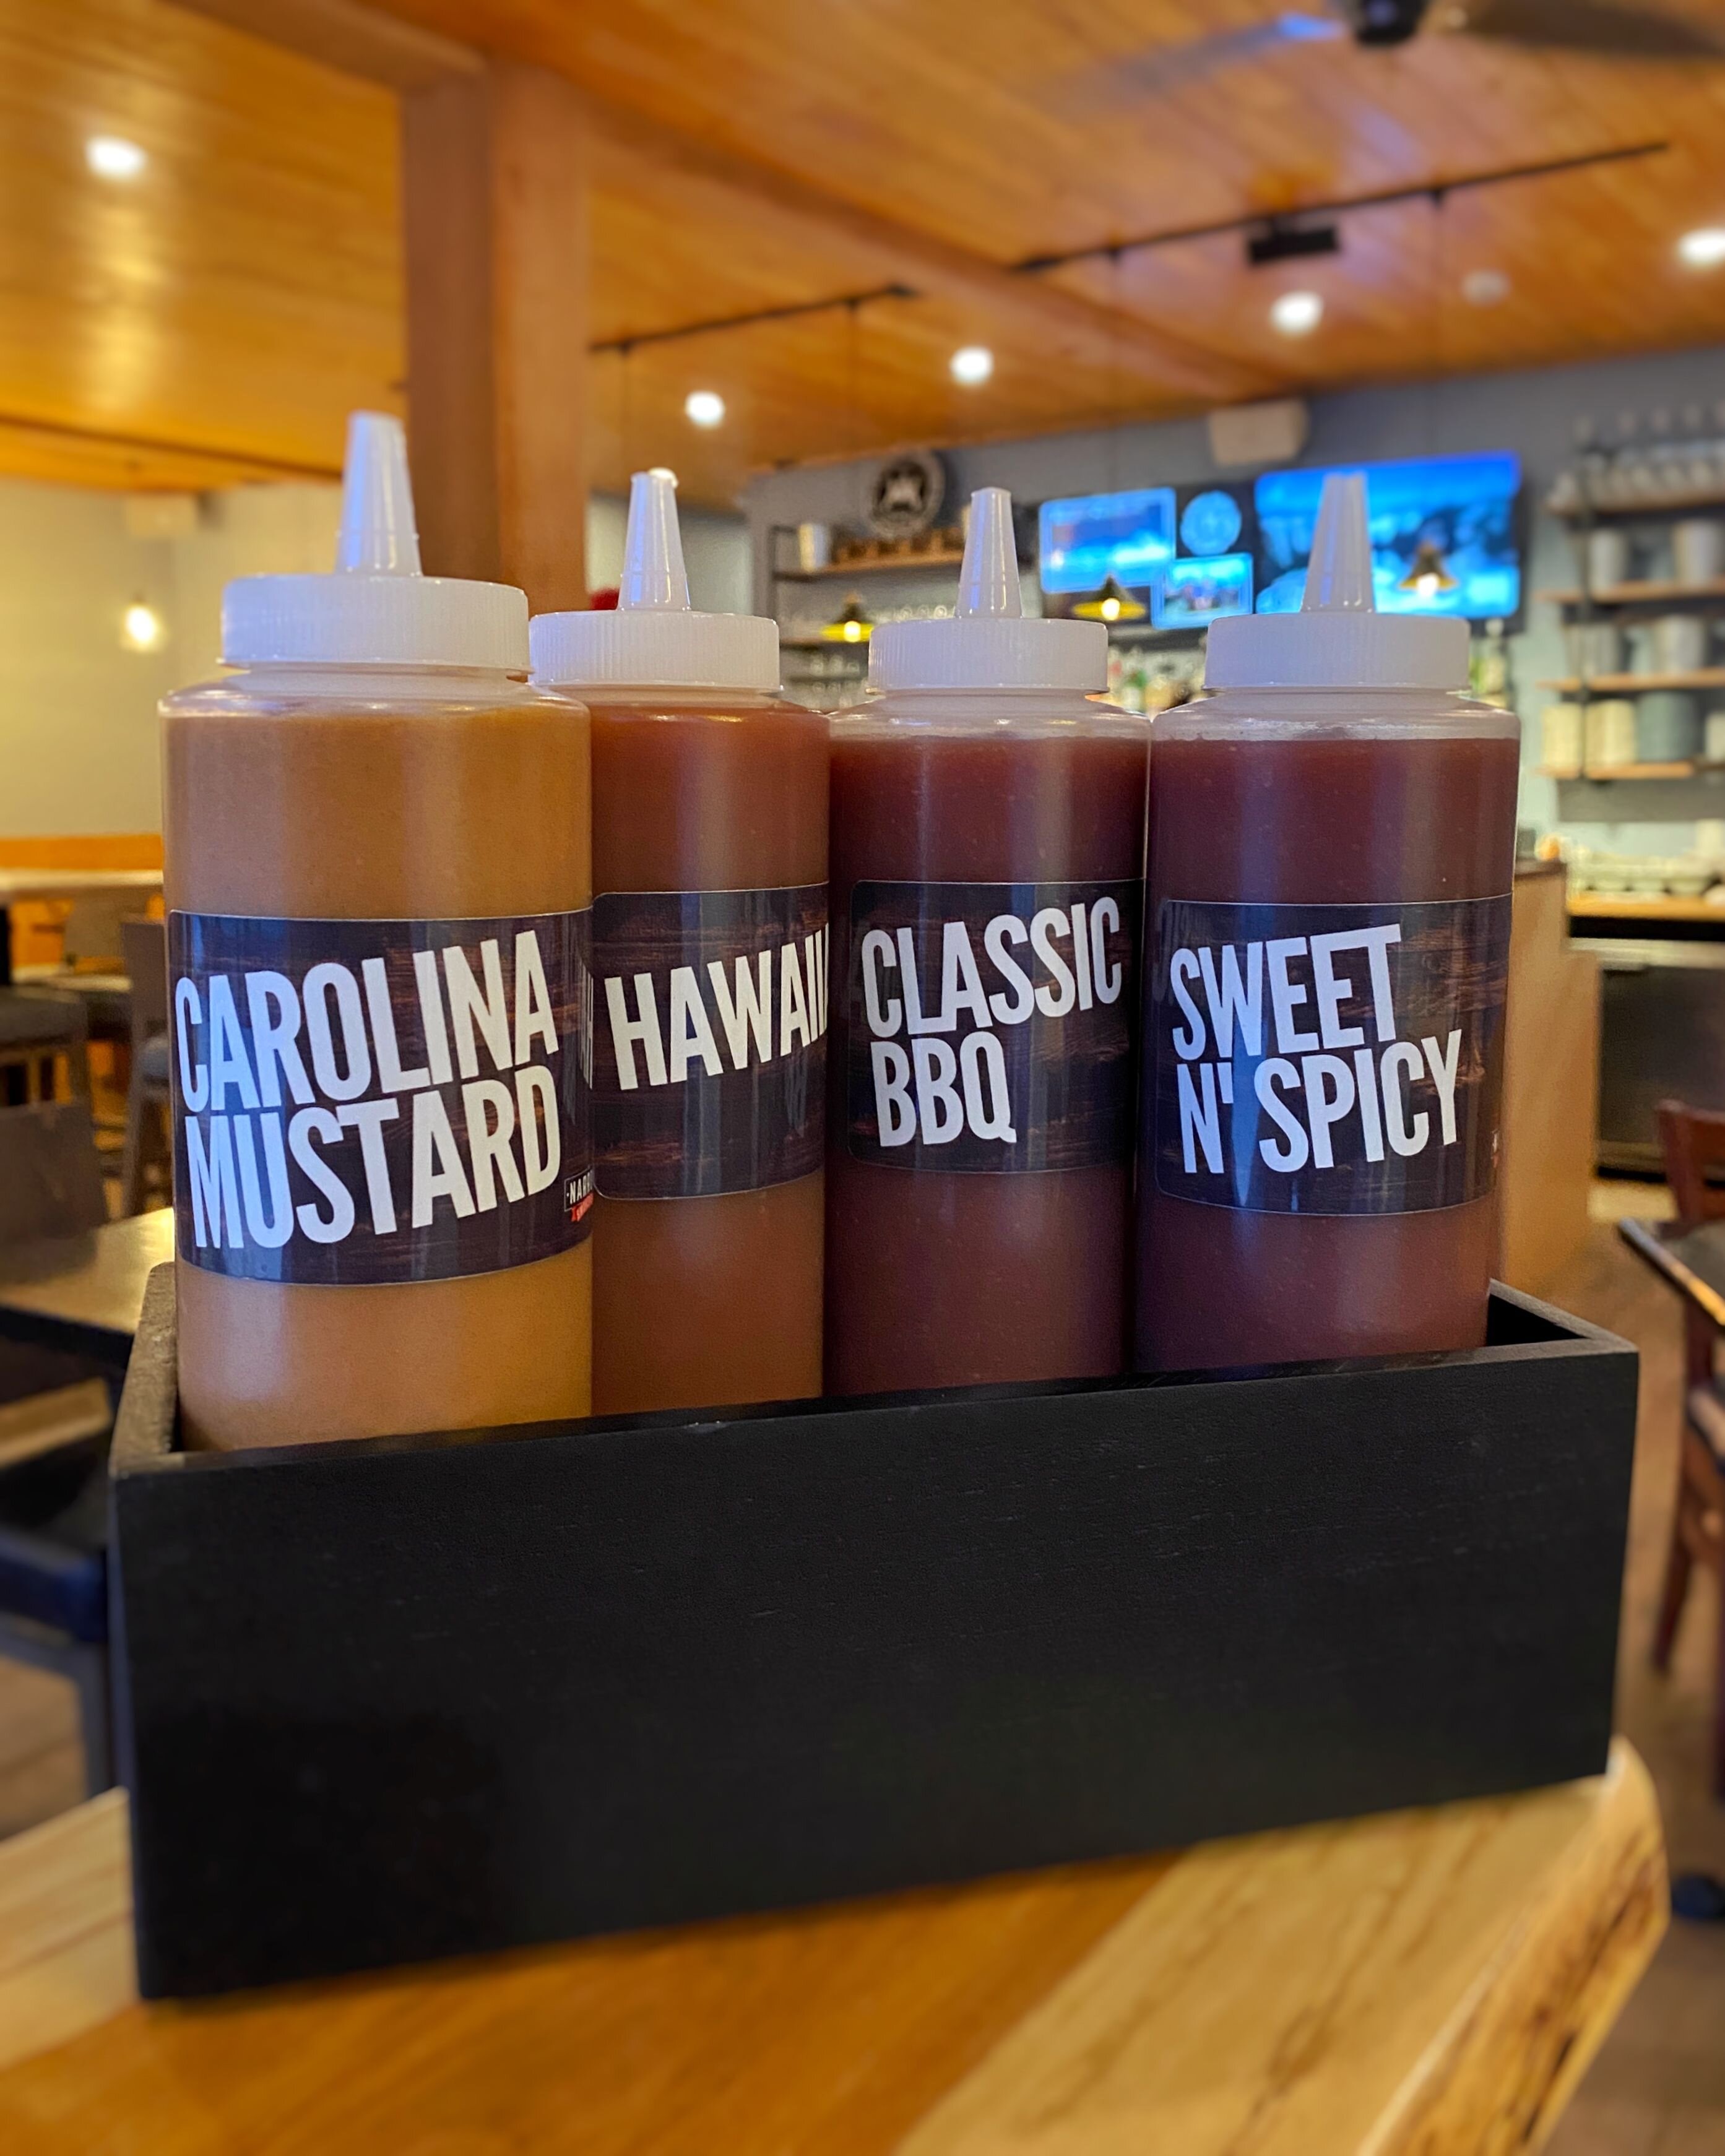 CAROLINA
MUSTARD
HAWAII
CLASSIC
BBQ
SWEET
N' SPICY